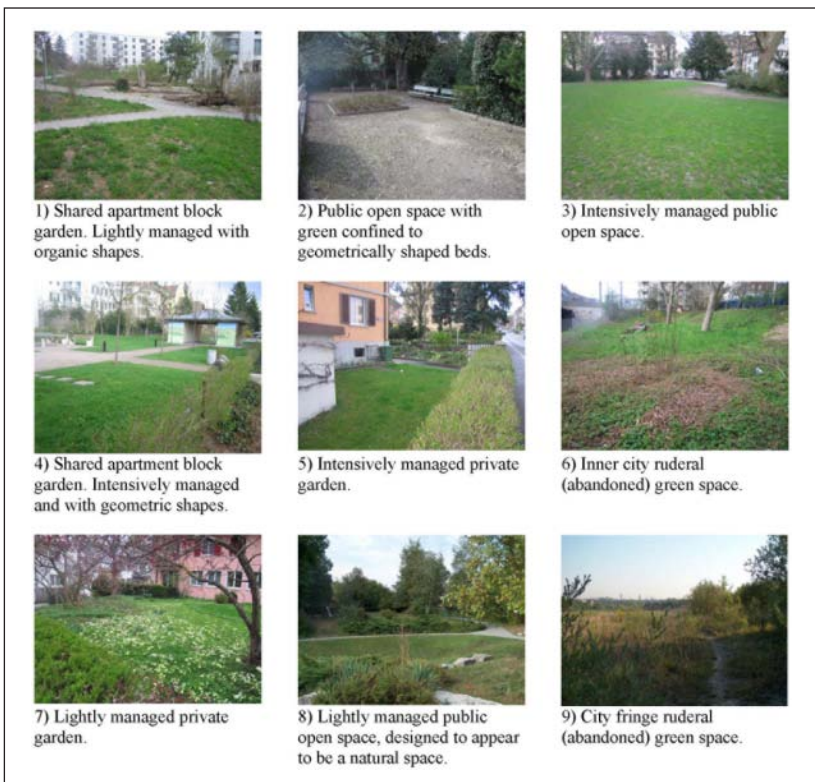 1) Shared apartment block
garden. Lightly managed with
organic shapes.
2) Public open space with
green confined to
geometrically shaped beds.
3) Intensively managed public
open space.
4) Shared apartment block
garden. Intensively managed
and with geometric shapes.
5) Intensively managed private
garden.
6) Inner city ruderal
(abandoned) green space.
7) Lightly managed private
garden.
8) Lightly managed public
open space, designed to appear
to be a natural space.
9) City fringe ruderal
(abandoned) green space.